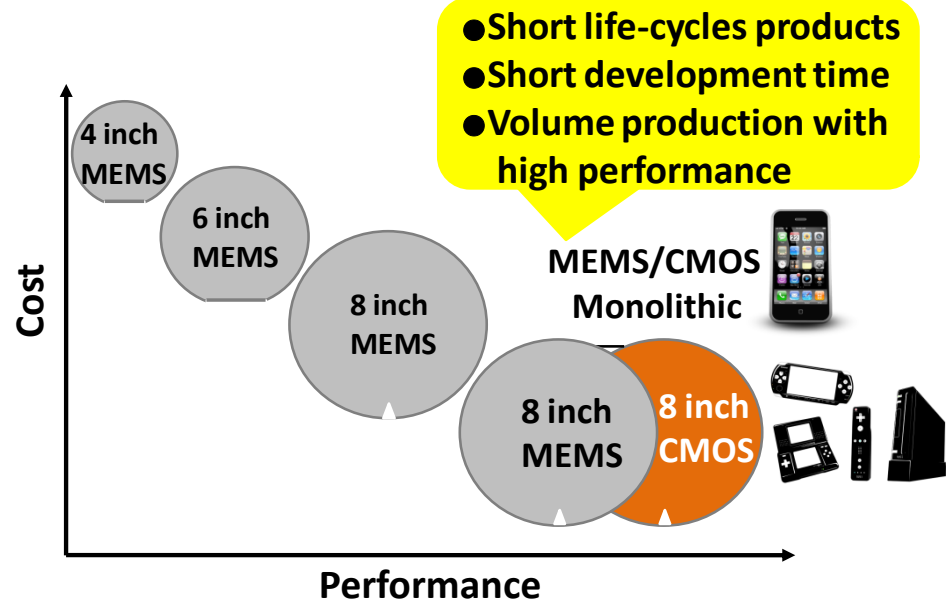 ●Short life-cycles products
●Short development time
●Volume production with
high performance
4 inch
MEMS
6 inch
MEMS
8 inch
MEMS
MEMS/CMOS
Monolithic
8 inch
MEMS
8 inch
CMOS
Cost
Performance